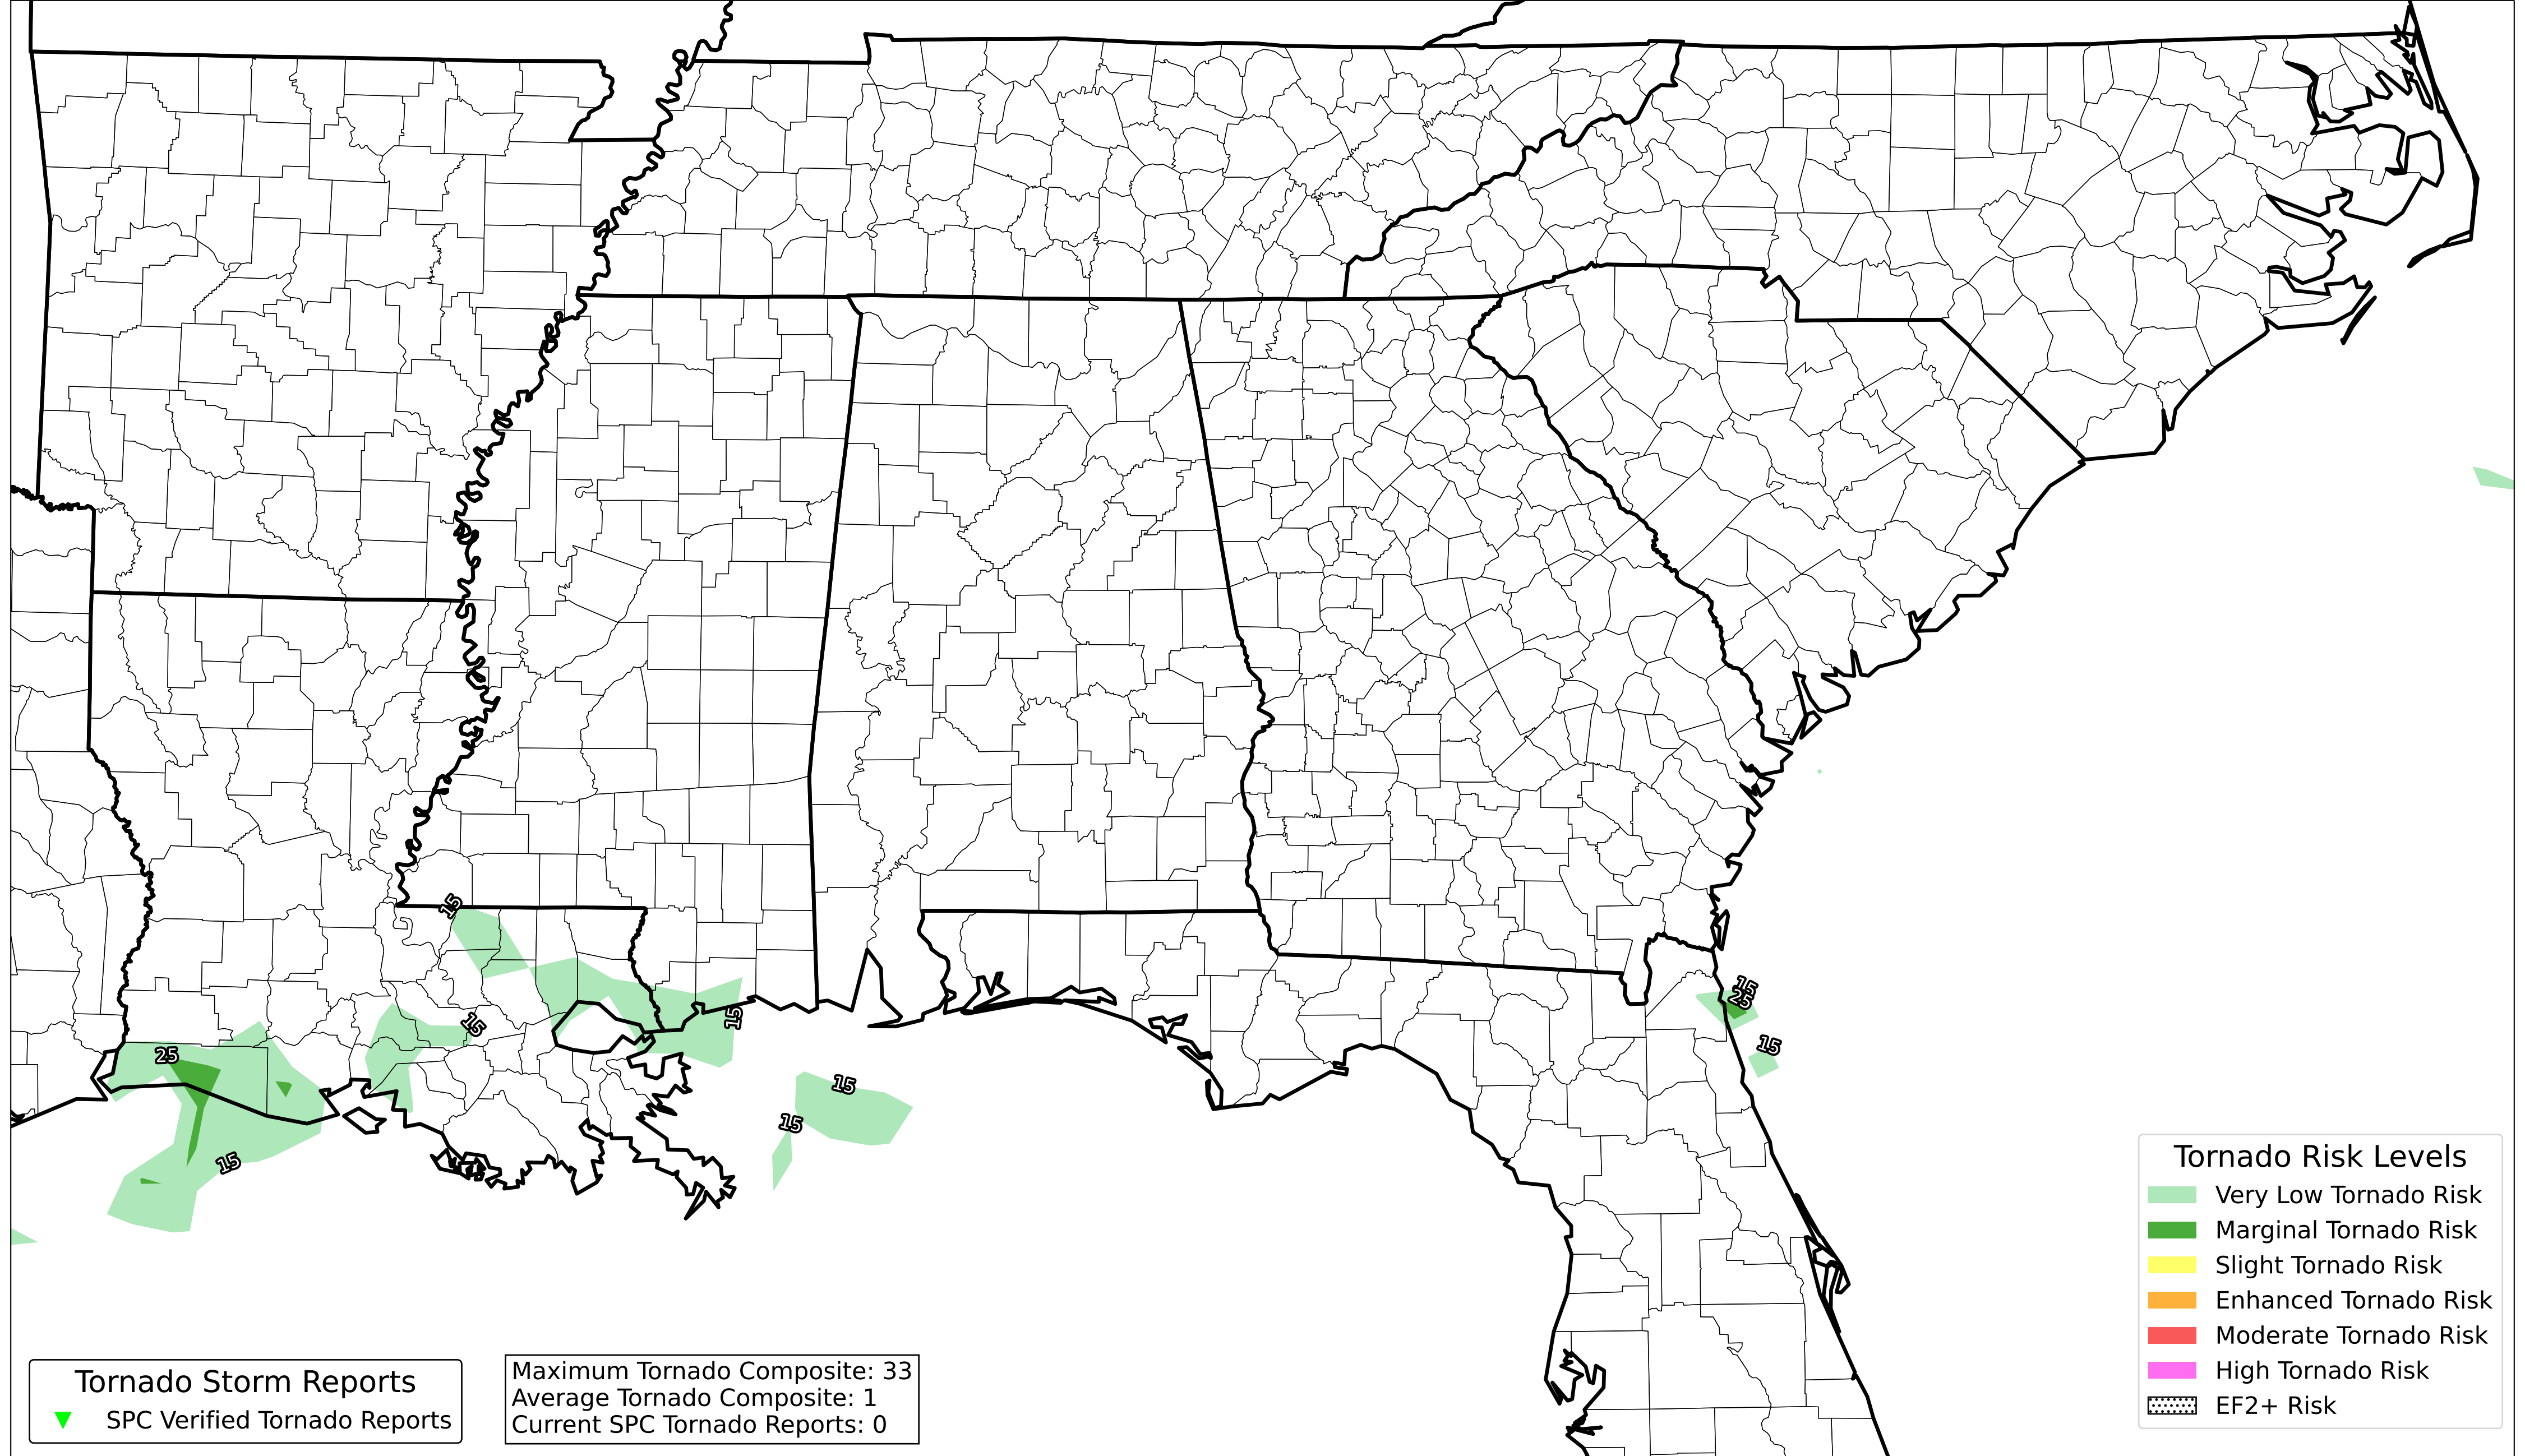 15
15
25
15
15
15
25
15
15
15
Tornado Risk Levels
Very Low Tornado Risk
Marginal Tornado Risk
Slight Tornado Risk
Enhanced Tornado Risk
Moderate Tornado Risk
High Tornado Risk
EF2+ Risk
Tornado Storm Reports
SPC Verified Tornado Reports
Maximum Tornado Composite: 33
Average Tornado Composite: 1
Current SPC Tornado Reports: 0